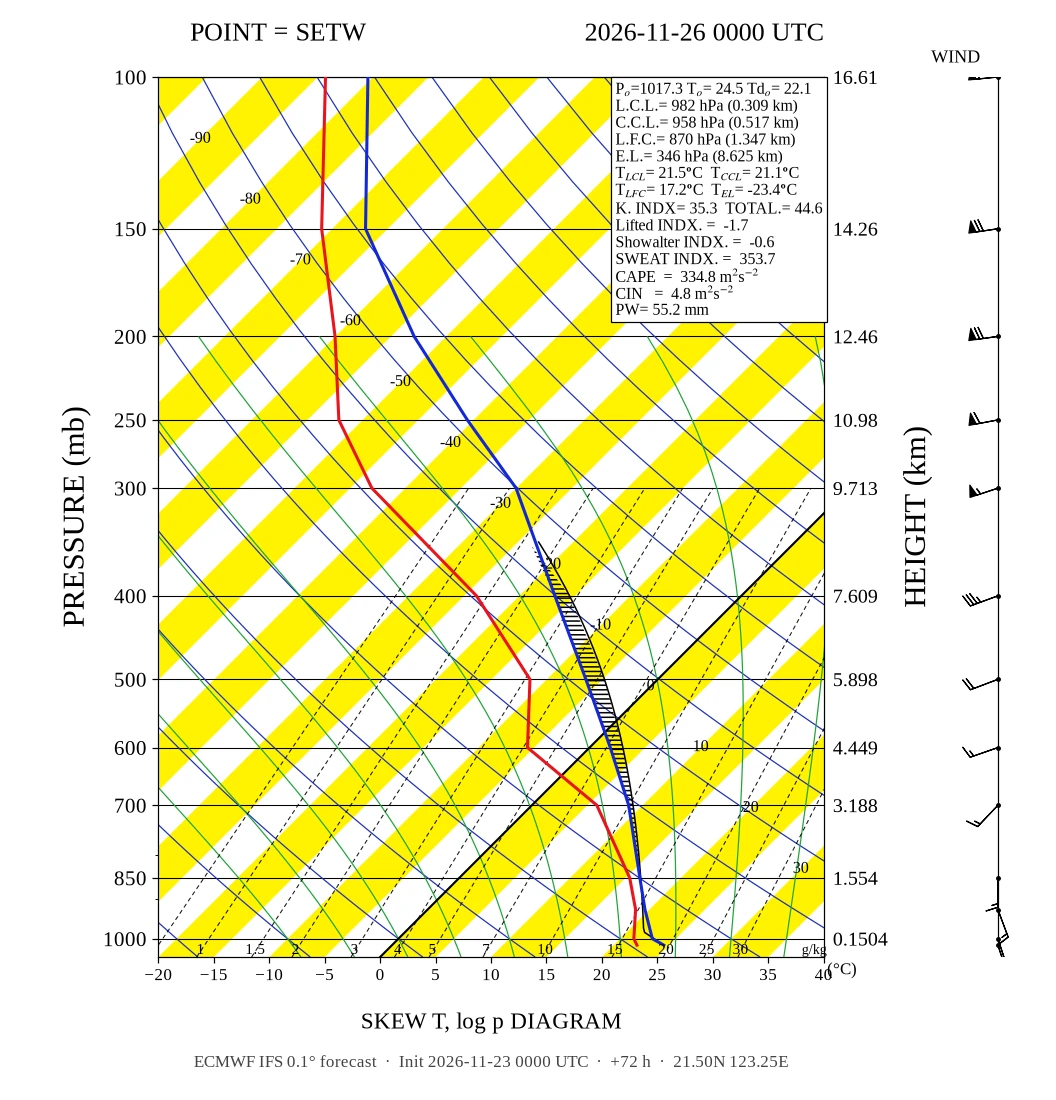 POINT = SETW
2026-11-26 0000 UTC
WIND
100
16.61
P₀=1017.3 T₀= 24.5 Td₀= 22.1
L.C.L.= 982 hPa (0.309 km)
C.C.L.= 958 hPa (0.517 km)
L.F.C.= 870 hPa (1.347 km)
E.L.= 346 hPa (8.625 km)
T_LCL= 21.5°C T_CCL= 21.1°C
T_LFC= 17.2°C T_EL= -23.4°C
K. INDX= 35.3 TOTAL.= 44.6
Lifted INDX. = -1.7
Showalter INDX. = -0.6
SWEAT INDX. = 353.7
CAPE = 334.8 m²s⁻²
CIN = 4.8 m²s⁻²
PW= 55.2 mm
-90
-80
150
14.26
-70
-60
200
12.46
-50
250
10.98
-40
300
9.713
-30
PRESSURE (mb)
HEIGHT (km)
-20
400
7.609
-10
500
5.898
0
600
10
4.449
700
20
3.188
850
30
1.554
1000
0.1504
1 1.5 2 3 4 5 7 10 15 20 25 30 g/kg
−20 −15 −10 −5 0 5 10 15 20 25 30 35 40 (°C)
SKEW T, log p DIAGRAM
ECMWF IFS 0.1° forecast · Init 2026-11-23 0000 UTC · +72 h · 21.50N 123.25E